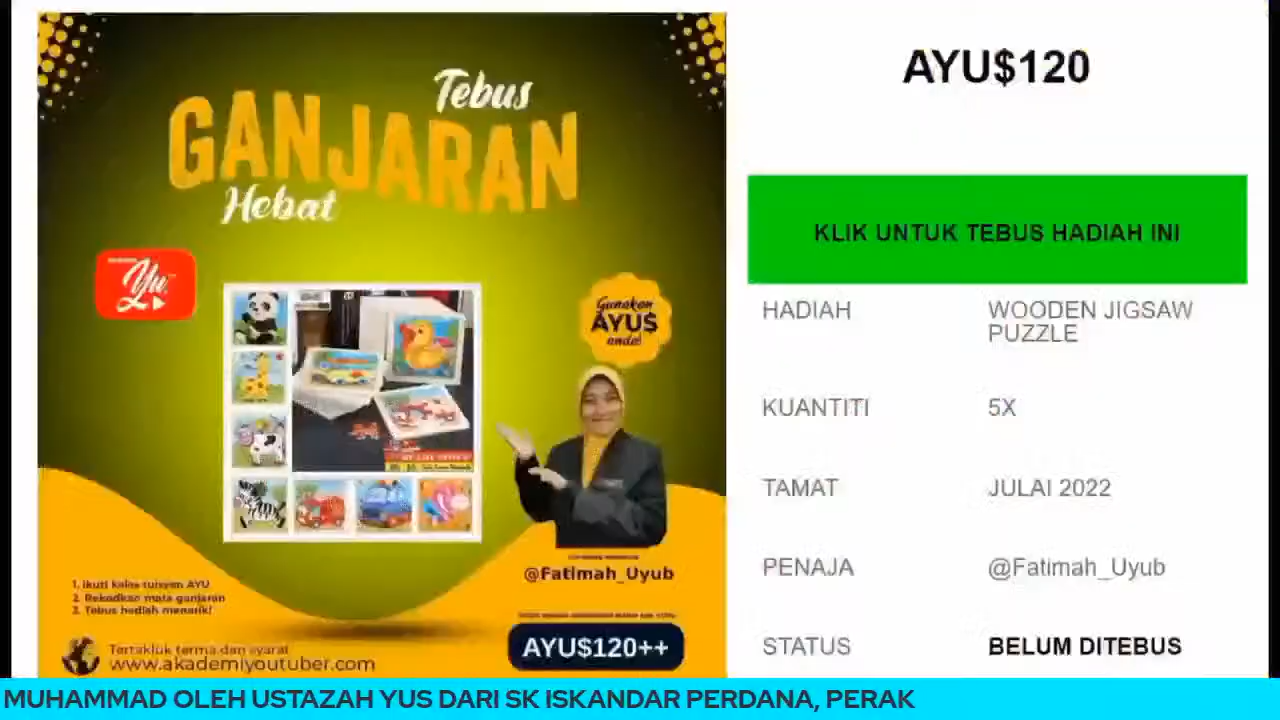 Tebus
GANJARAN
Hebat
Yu
Gunakan
AYU$
anda!
@Fatimah_Uyub
1. Ikuti kelas tuisyen AYU
2. Rekodkan mata ganjaran
3. Tebus hadiah menarik!
Tertakluk terma dan syarat
www.akademiyoutuber.com
AYU$120++
AYU$120
KLIK UNTUK TEBUS HADIAH INI
HADIAH WOODEN JIGSAW
PUZZLE
KUANTITI 5X
TAMAT JULAI 2022
PENAJA @Fatimah_Uyub
STATUS BELUM DITEBUS
MUHAMMAD OLEH USTAZAH YUS DARI SK ISKANDAR PERDANA, PERAK